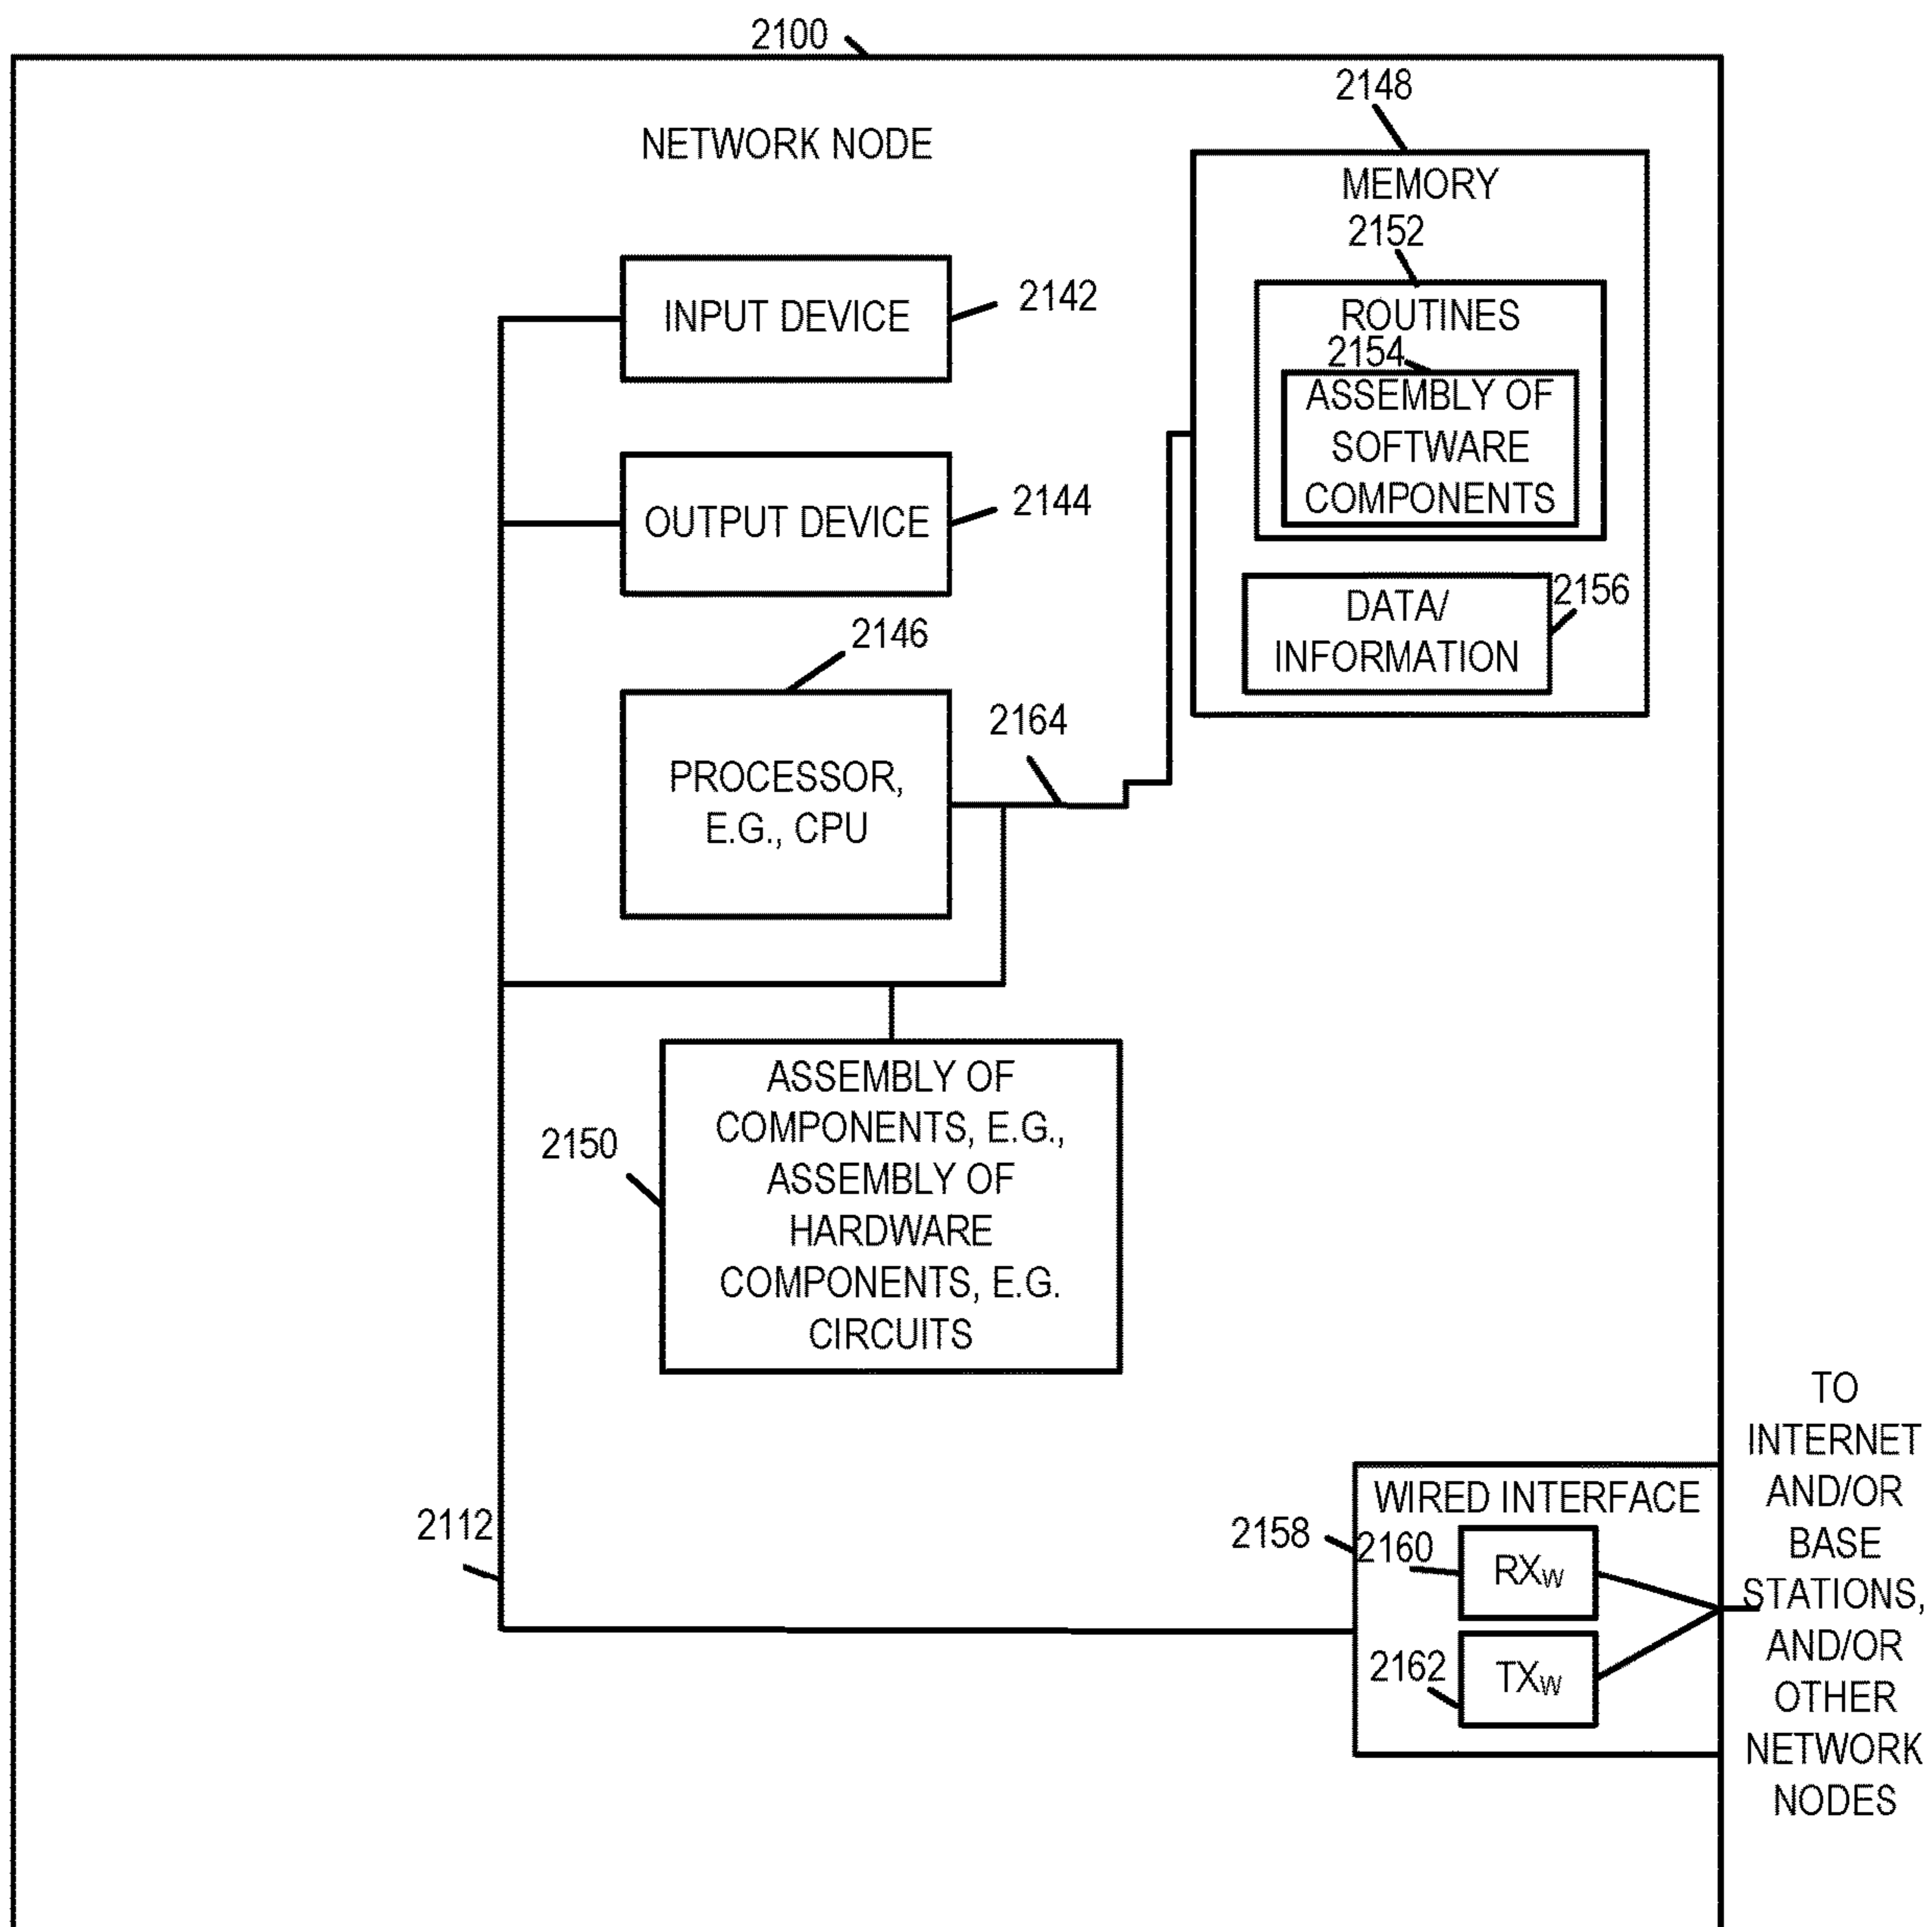 2100
NETWORK NODE
2148
MEMORY
2152
ROUTINES
2154
ASSEMBLY OF
SOFTWARE
COMPONENTS
DATA/
INFORMATION
2156
INPUT DEVICE
2142
OUTPUT DEVICE
2144
2146
PROCESSOR,
E.G., CPU
2164
ASSEMBLY OF
COMPONENTS, E.G.,
ASSEMBLY OF
HARDWARE
COMPONENTS, E.G.
CIRCUITS
2150
2112
WIRED INTERFACE
2158
2160
RXW
2162
TXW
TO
INTERNET
AND/OR
BASE
STATIONS,
AND/OR
OTHER
NETWORK
NODES